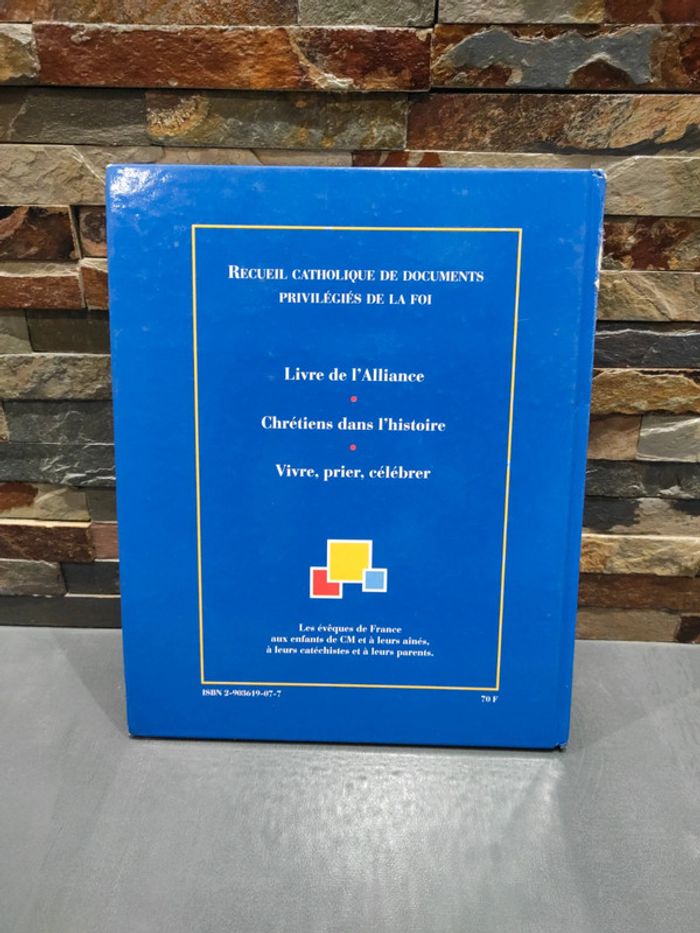 RECUEIL CATHOLIQUE DE DOCUMENTS
PRIVILÉGIÉS DE LA FOI
Livre de l'Alliance
Chrétiens dans l'histoire
Vivre, prier, célébrer
Les évêques de France
aux enfants de CM et à leurs aînés,
à leurs catéchistes et à leurs parents.
ISBN 2-903619-07-7
70 F